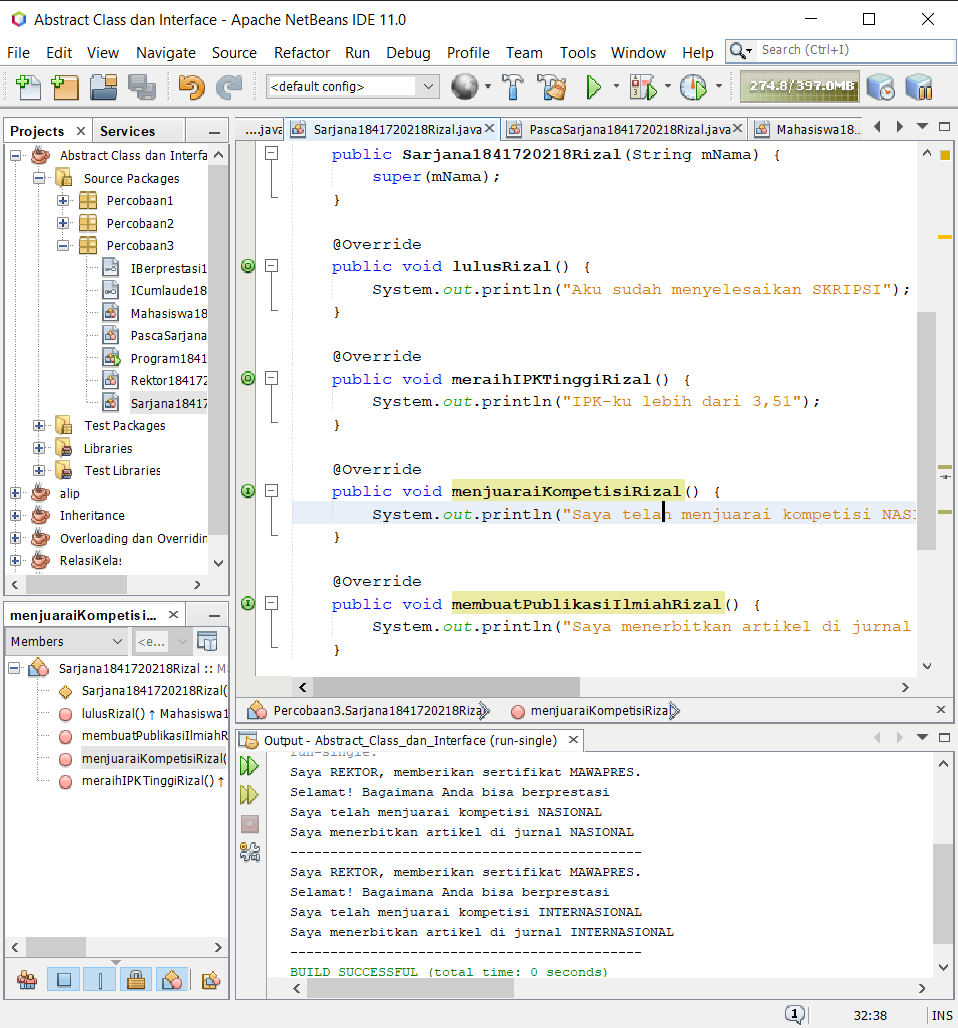 Abstract Class dan Interface - Apache NetBeans IDE 11.0
File Edit View Navigate Source Refactor Run Debug Profile Team Tools Window Help Search (Ctrl+I)
<default config> 274.8/397.0MB
Projects Services
...java Sarjana1841720218Rizal.java PascaSarjana1841720218Rizal.java Mahasiswa18...
Abstract Class dan Interfa
Source Packages
Percobaan1
Percobaan2
Percobaan3
IBerprestasi1
ICumlaude18
Mahasiswa18
PascaSarjana
Program1841
Rektor184172
Sarjana18417
Test Packages
Libraries
Test Libraries
alip
Inheritance
Overloading dan Overridin
RelasiKelas
public Sarjana1841720218Rizal(String mNama) {
super(mNama);
}
@Override
public void lulusRizal() {
System.out.println("Aku sudah menyelesaikan SKRIPSI");
}
@Override
public void meraihIPKTinggiRizal() {
System.out.println("IPK-ku lebih dari 3,51");
}
@Override
public void menjuaraiKompetisiRizal() {
System.out.println("Saya telah menjuarai kompetisi NASI
}
@Override
public void membuatPublikasiIlmiahRizal() {
System.out.println("Saya menerbitkan artikel di jurnal
}
Percobaan3.Sarjana1841720218Rizal menjuaraiKompetisiRizal
menjuaraiKompetisi...
Members <e...
Sarjana1841720218Rizal :: M
Sarjana1841720218Rizal(
lulusRizal() ↑ Mahasiswa1
membuatPublikasiIlmiahR
menjuaraiKompetisiRizal(
meraihIPKTinggiRizal() ↑
Output - Abstract_Class_dan_Interface (run-single)
run-single:
Saya REKTOR, memberikan sertifikat MAWAPRES.
Selamat! Bagaimana Anda bisa berprestasi
Saya telah menjuarai kompetisi NASIONAL
Saya menerbitkan artikel di jurnal NASIONAL
--------------------------------------------
Saya REKTOR, memberikan sertifikat MAWAPRES.
Selamat! Bagaimana Anda bisa berprestasi
Saya telah menjuarai kompetisi INTERNASIONAL
Saya menerbitkan artikel di jurnal INTERNASIONAL
--------------------------------------------
BUILD SUCCESSFUL (total time: 0 seconds)
1 32:38 INS